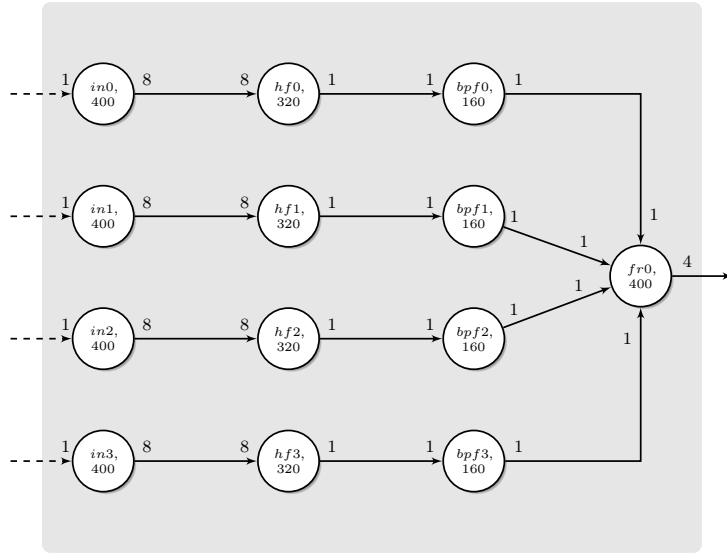 1 in0, 400 8 8 hf0, 320 1 1 bpf0, 160 1
1 in1, 400 8 8 hf1, 320 1 1 bpf1, 160 1 1 1
fr0, 400 4
1 in2, 400 8 8 hf2, 320 1 1 bpf2, 160 1 1 1
1 in3, 400 8 8 hf3, 320 1 1 bpf3, 160 1